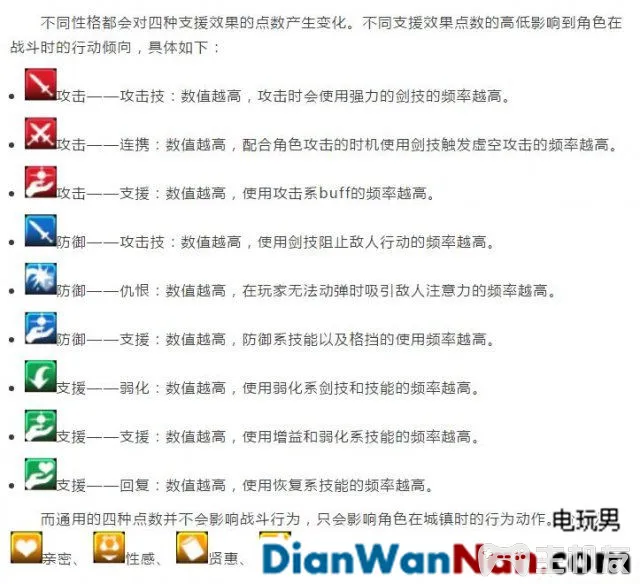 不同性格都会对四种支援效果的点数产生变化。不同支援效果点数的高低影响到角色在
战斗时的行动倾向，具体如下：
攻击——攻击技：数值越高，攻击时会使用强力的剑技的频率越高。
攻击——连携：数值越高，配合角色攻击的时机使用剑技触发虚空攻击的频率越高。
攻击——支援：数值越高，使用攻击系buff的频率越高。
防御——攻击技：数值越高，使用剑技阻止敌人行动的频率越高。
防御——仇恨：数值越高，在玩家无法动弹时吸引敌人注意力的频率越高。
防御——支援：数值越高，防御系技能以及格挡的使用频率越高。
支援——弱化：数值越高，使用弱化系剑技和技能的频率越高。
支援——支援：数值越高，使用增益和弱化系技能的频率越高。
支援——回复：数值越高，使用恢复系技能的频率越高。
而通用的四种点数并不会影响战斗行为，只会影响角色在城镇时的行为动作。
电玩男
亲密、性感、贤惠、
DianWanNan.com